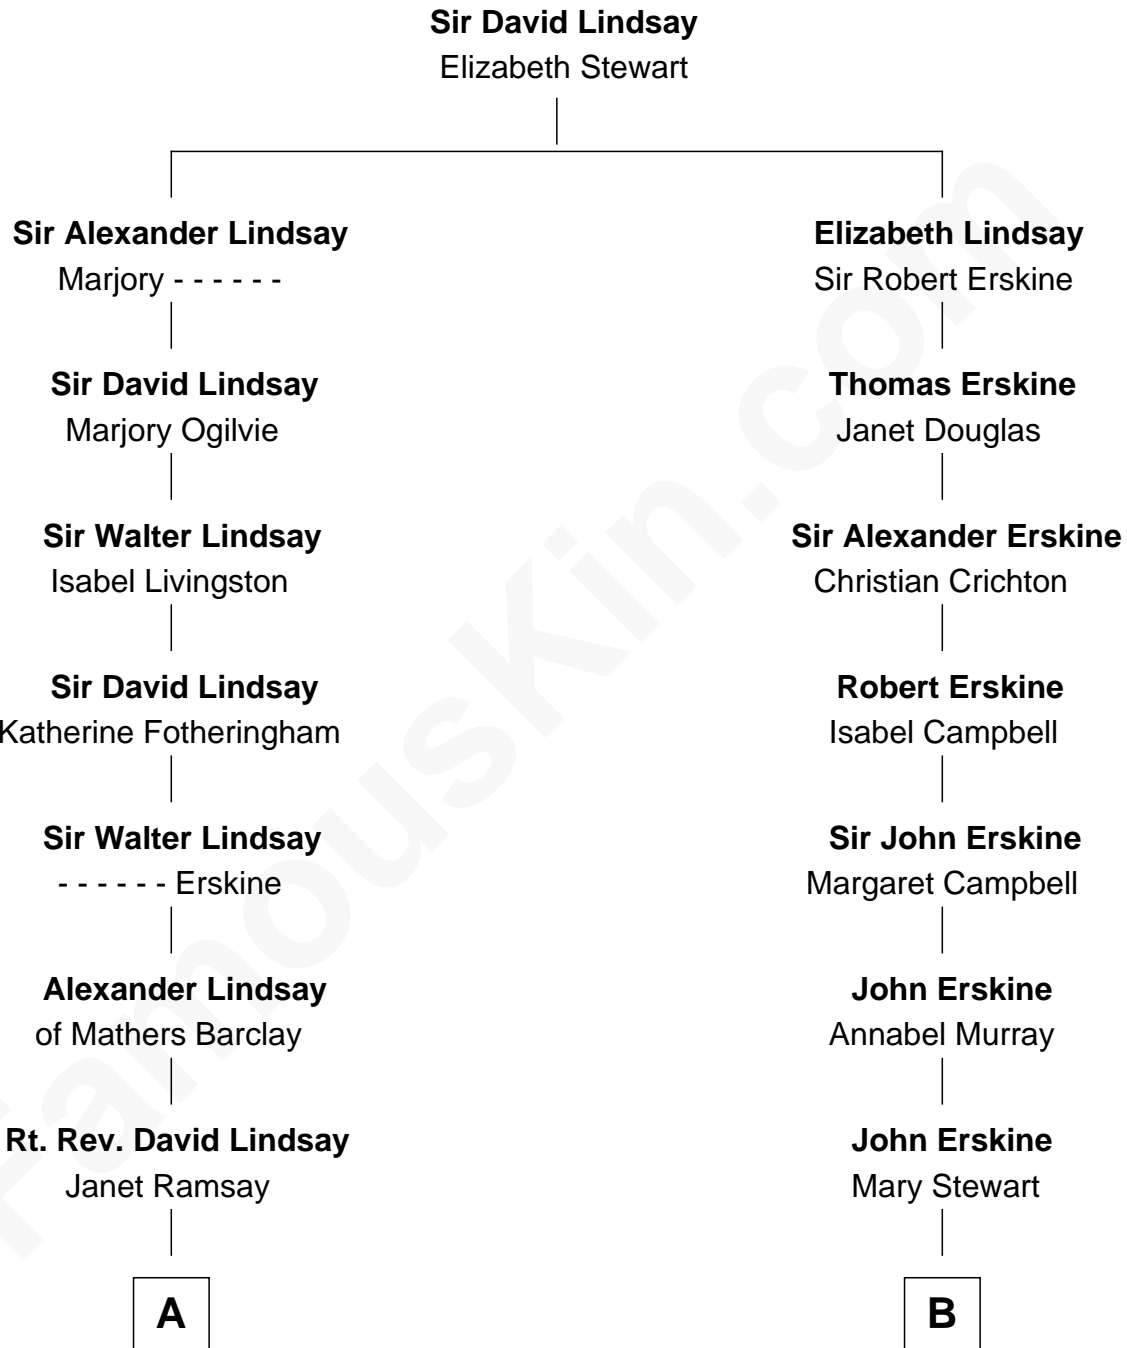 Sir David Lindsay
Elizabeth Stewart
Sir Alexander Lindsay
Marjory - - - - - -
Elizabeth Lindsay
Sir Robert Erskine
Sir David Lindsay
Marjory Ogilvie
Thomas Erskine
Janet Douglas
Sir Walter Lindsay
Isabel Livingston
Sir Alexander Erskine
Christian Crichton
Sir David Lindsay
Katherine Fotheringham
Robert Erskine
Isabel Campbell
Sir Walter Lindsay
- - - - - - Erskine
Sir John Erskine
Margaret Campbell
Alexander Lindsay
of Mathers Barclay
John Erskine
Annabel Murray
Rt. Rev. David Lindsay
Janet Ramsay
John Erskine
Mary Stewart
A
B
FamousKin.com